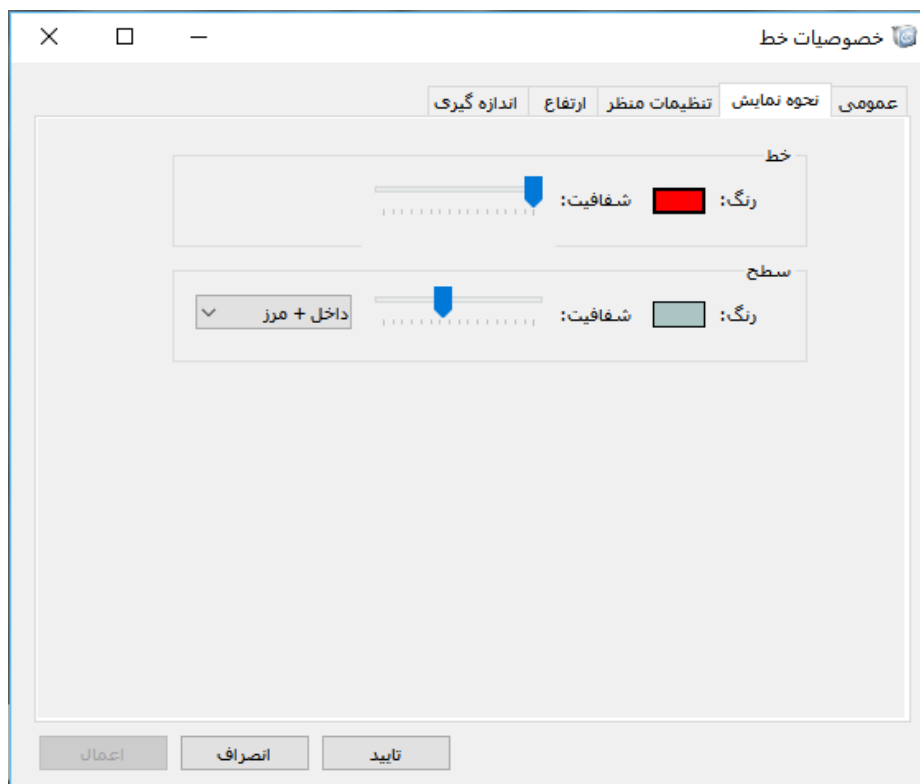 خصوصیات خط
عمومی نحوه نمایش تنظیمات منظر ارتفاع اندازه گیری
خط
رنگ: شفافیت:
سطح
رنگ: شفافیت: داخل + مرز
تایید انصراف اعمال